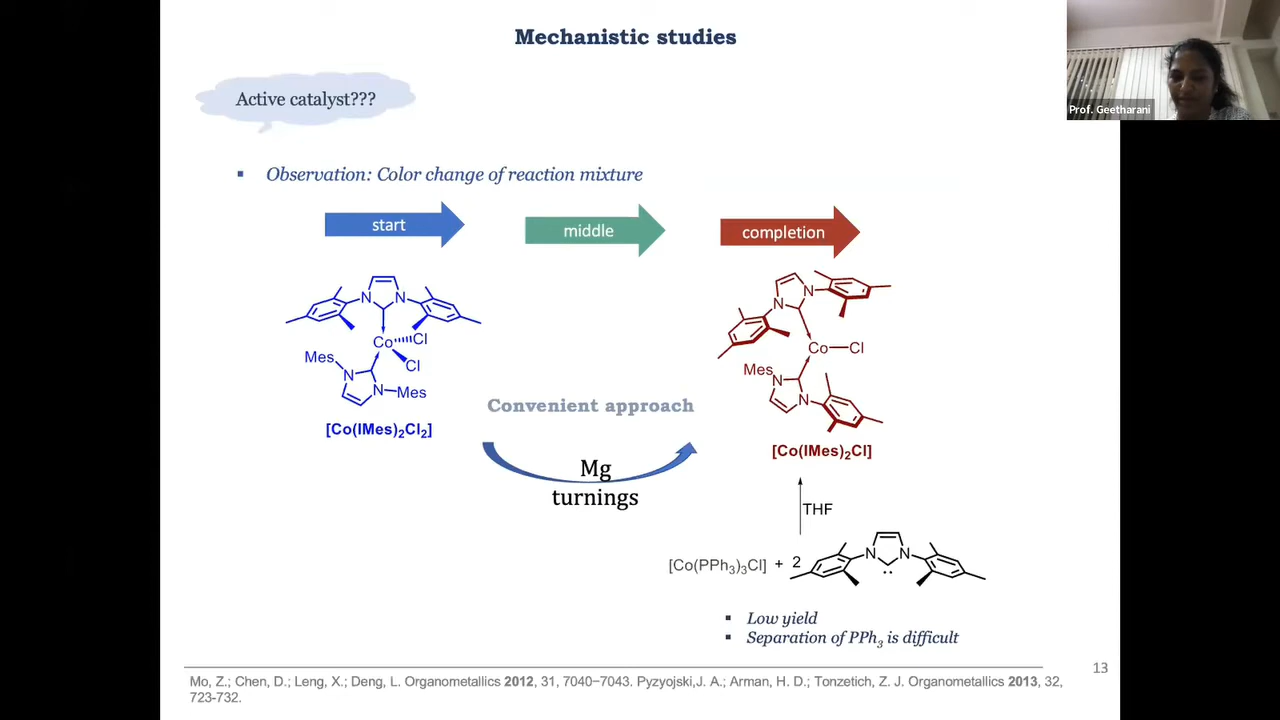 Mechanistic studies
Prof. Geetharani
Active catalyst???
▪ Observation: Color change of reaction mixture
start
middle
completion
N
N
Co
Cl
Cl
Mes
N
N
Mes
[Co(IMes)₂Cl₂]
Convenient approach
Mg
turnings
N
N
Co
Cl
Mes
N
N
[Co(IMes)₂Cl]
THF
[Co(PPh₃)₃Cl] + 2
N
N
▪ Low yield
▪ Separation of PPh₃ is difficult
Mo, Z.; Chen, D.; Leng, X.; Deng, L. Organometallics 2012, 31, 7040−7043. Pyzyojski,J. A.; Arman, H. D.; Tonzetich, Z. J. Organometallics 2013, 32,
723-732.
13